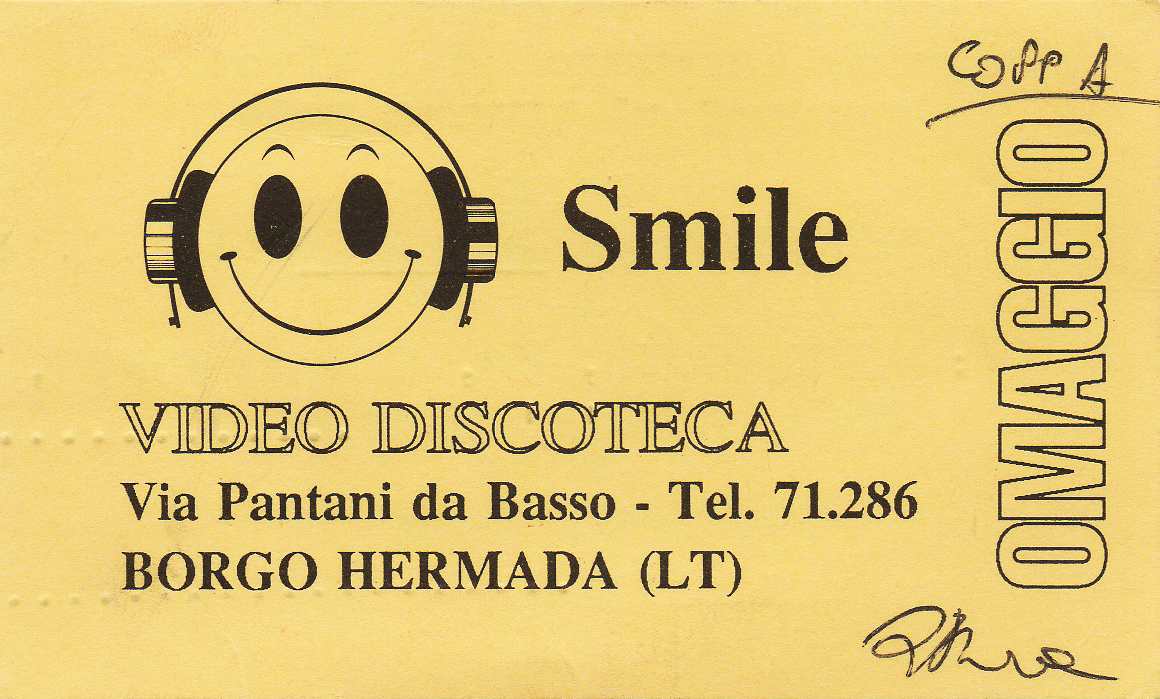 COPPA
Smile
OMAGGIO
VIDEO DISCOTECA
Via Pantani da Basso - Tel. 71.286
BORGO HERMADA (LT)